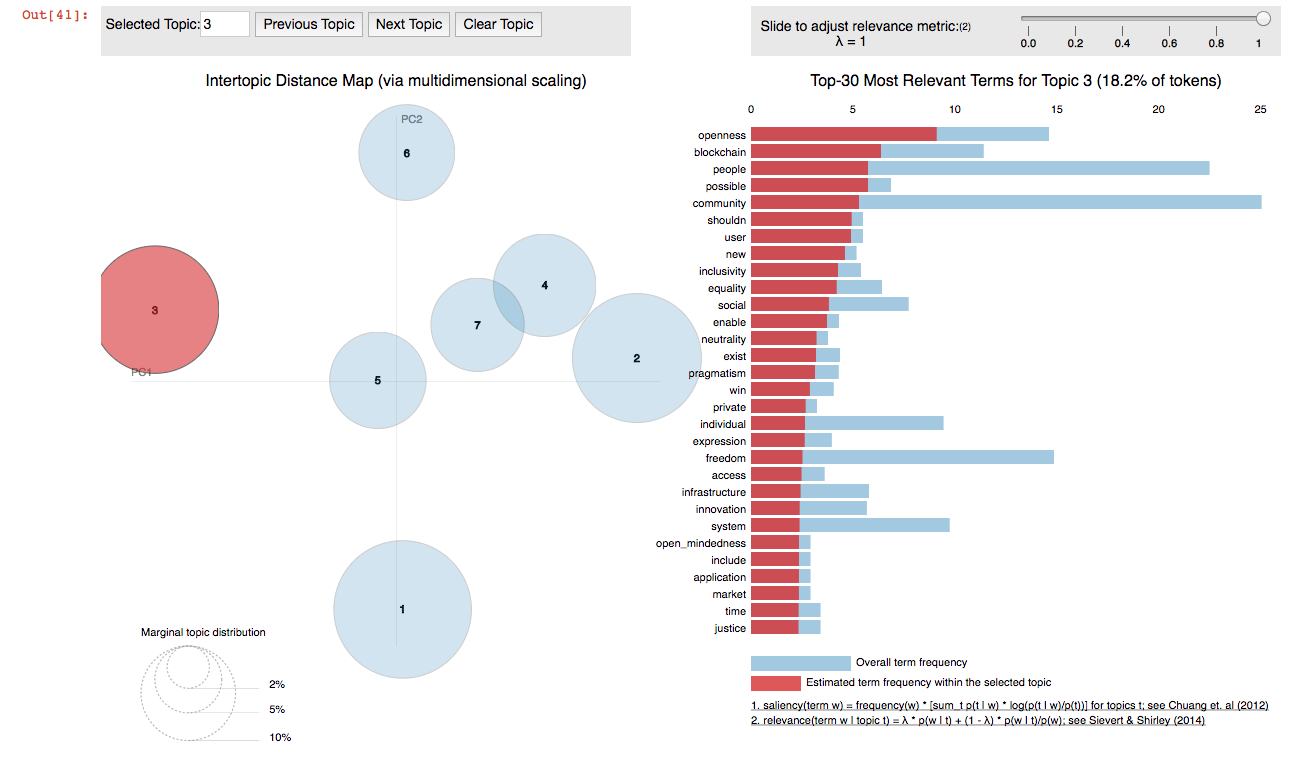 Out[41]:
Selected Topic: 3 Previous Topic Next Topic Clear Topic
Slide to adjust relevance metric:(2)
λ = 1
0.0 0.2 0.4 0.6 0.8 1
Intertopic Distance Map (via multidimensional scaling)
PC2
6
3
4
7
2
PC1
5
1
Marginal topic distribution
2%
5%
10%
Top-30 Most Relevant Terms for Topic 3 (18.2% of tokens)
0 5 10 15 20 25
openness
blockchain
people
possible
community
shouldn
user
new
inclusivity
equality
social
enable
neutrality
exist
pragmatism
win
private
individual
expression
freedom
access
infrastructure
innovation
system
open_mindedness
include
application
market
time
justice
Overall term frequency
Estimated term frequency within the selected topic
1. saliency(term w) = frequency(w) * [sum_t p(t | w) * log(p(t | w)/p(t))] for topics t; see Chuang et. al (2012)
2. relevance(term w | topic t) = λ * p(w | t) + (1 - λ) * p(w | t)/p(w); see Sievert & Shirley (2014)